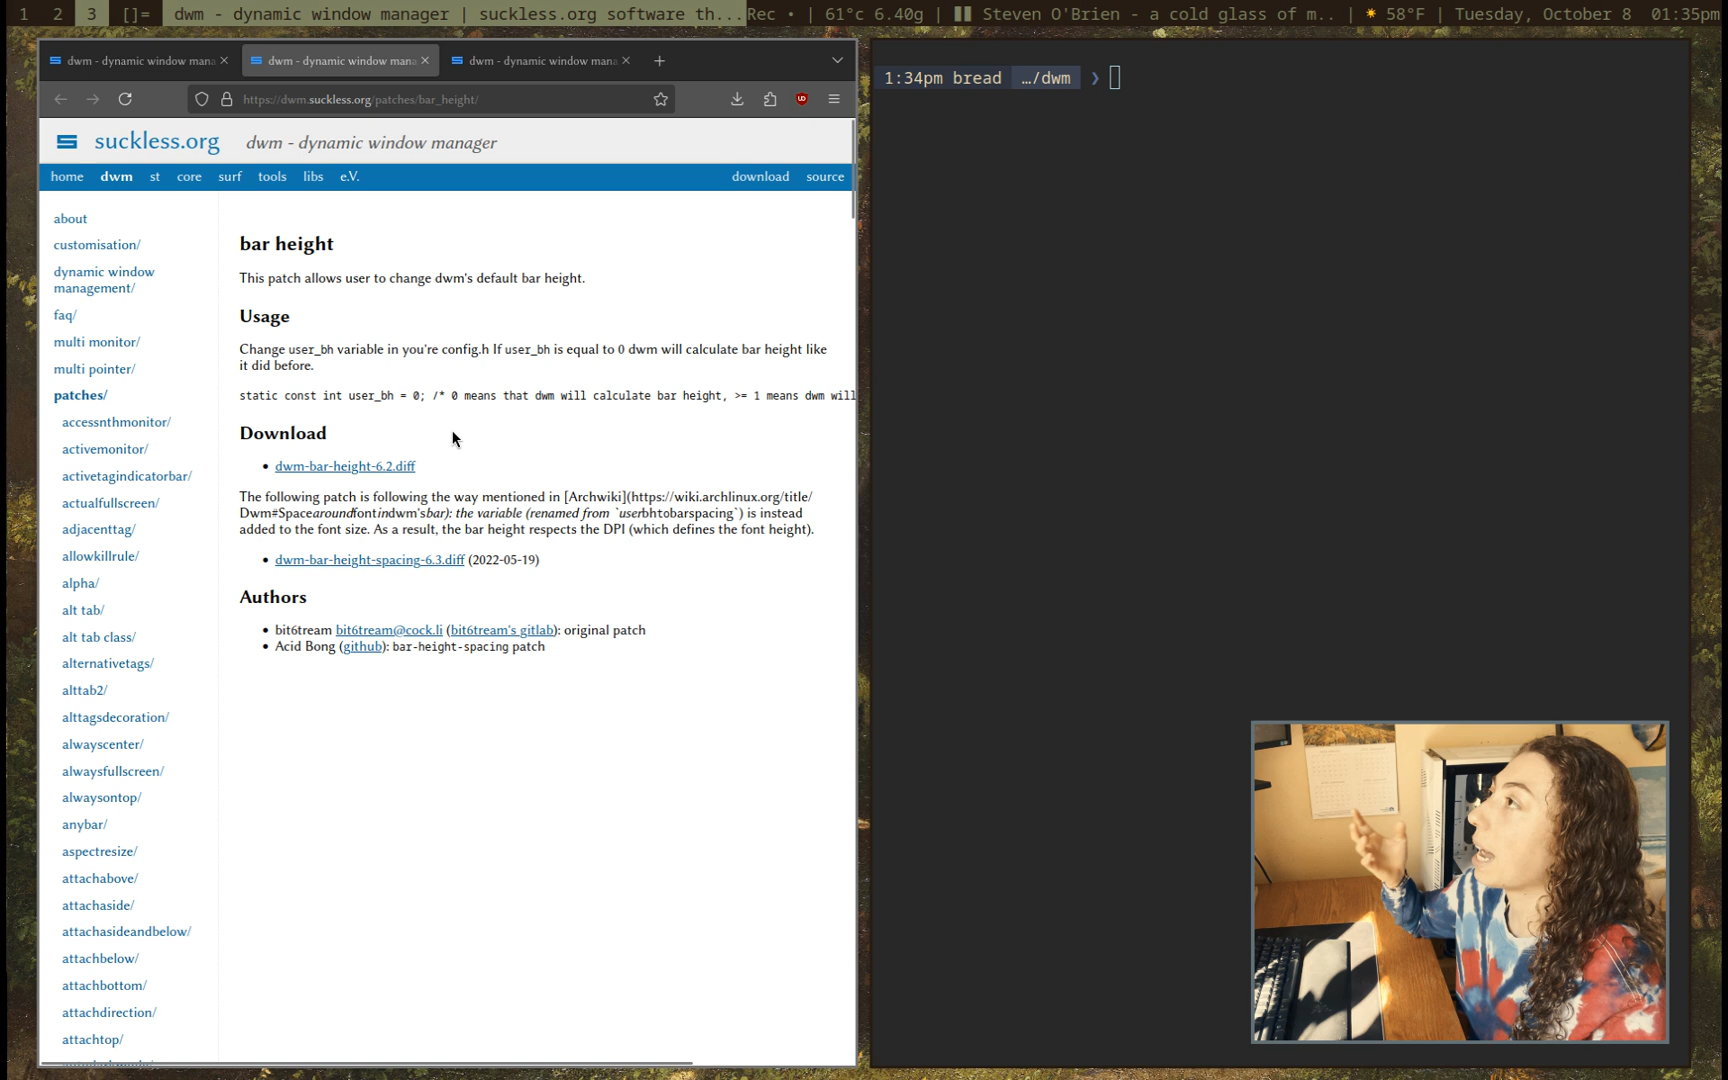 1 2 3 []= dwm - dynamic window manager | suckless.org software th... Rec • | 61°c 6.40g | Steven O'Brien - a cold glass of m.. | 58°F | Tuesday, October 8 01:35pm
dwm - dynamic window mana dwm - dynamic window mana dwm - dynamic window mana
https://dwm.suckless.org/patches/bar_height/
suckless.org dwm - dynamic window manager
home dwm st core surf tools libs e.V. download source
about
customisation/
dynamic window
management/
faq/
multi monitor/
multi pointer/
patches/
accessnthmonitor/
activemonitor/
activetagindicatorbar/
actualfullscreen/
adjacenttag/
allowkillrule/
alpha/
alt tab/
alt tab class/
alternativetags/
alttab2/
alttagsdecoration/
alwayscenter/
alwaysfullscreen/
alwaysontop/
anybar/
aspectresize/
attachabove/
attachaside/
attachasideandbelow/
attachbelow/
attachbottom/
attachdirection/
attachtop/
bar height
This patch allows user to change dwm's default bar height.
Usage
Change user_bh variable in you're config.h If user_bh is equal to 0 dwm will calculate bar height like
it did before.
static const int user_bh = 0; /* 0 means that dwm will calculate bar height, >= 1 means dwm will
Download
• dwm-bar-height-6.2.diff
The following patch is following the way mentioned in [Archwiki](https://wiki.archlinux.org/title/
Dwm#Spacearoundfontindwm'sbar): the variable (renamed from `userbhtobarspacing`) is instead
added to the font size. As a result, the bar height respects the DPI (which defines the font height).
• dwm-bar-height-spacing-6.3.diff (2022-05-19)
Authors
• bit6tream bit6tream@cock.li (bit6tream's gitlab): original patch
• Acid Bong (github): bar-height-spacing patch
1:34pm bread …/dwm ❯